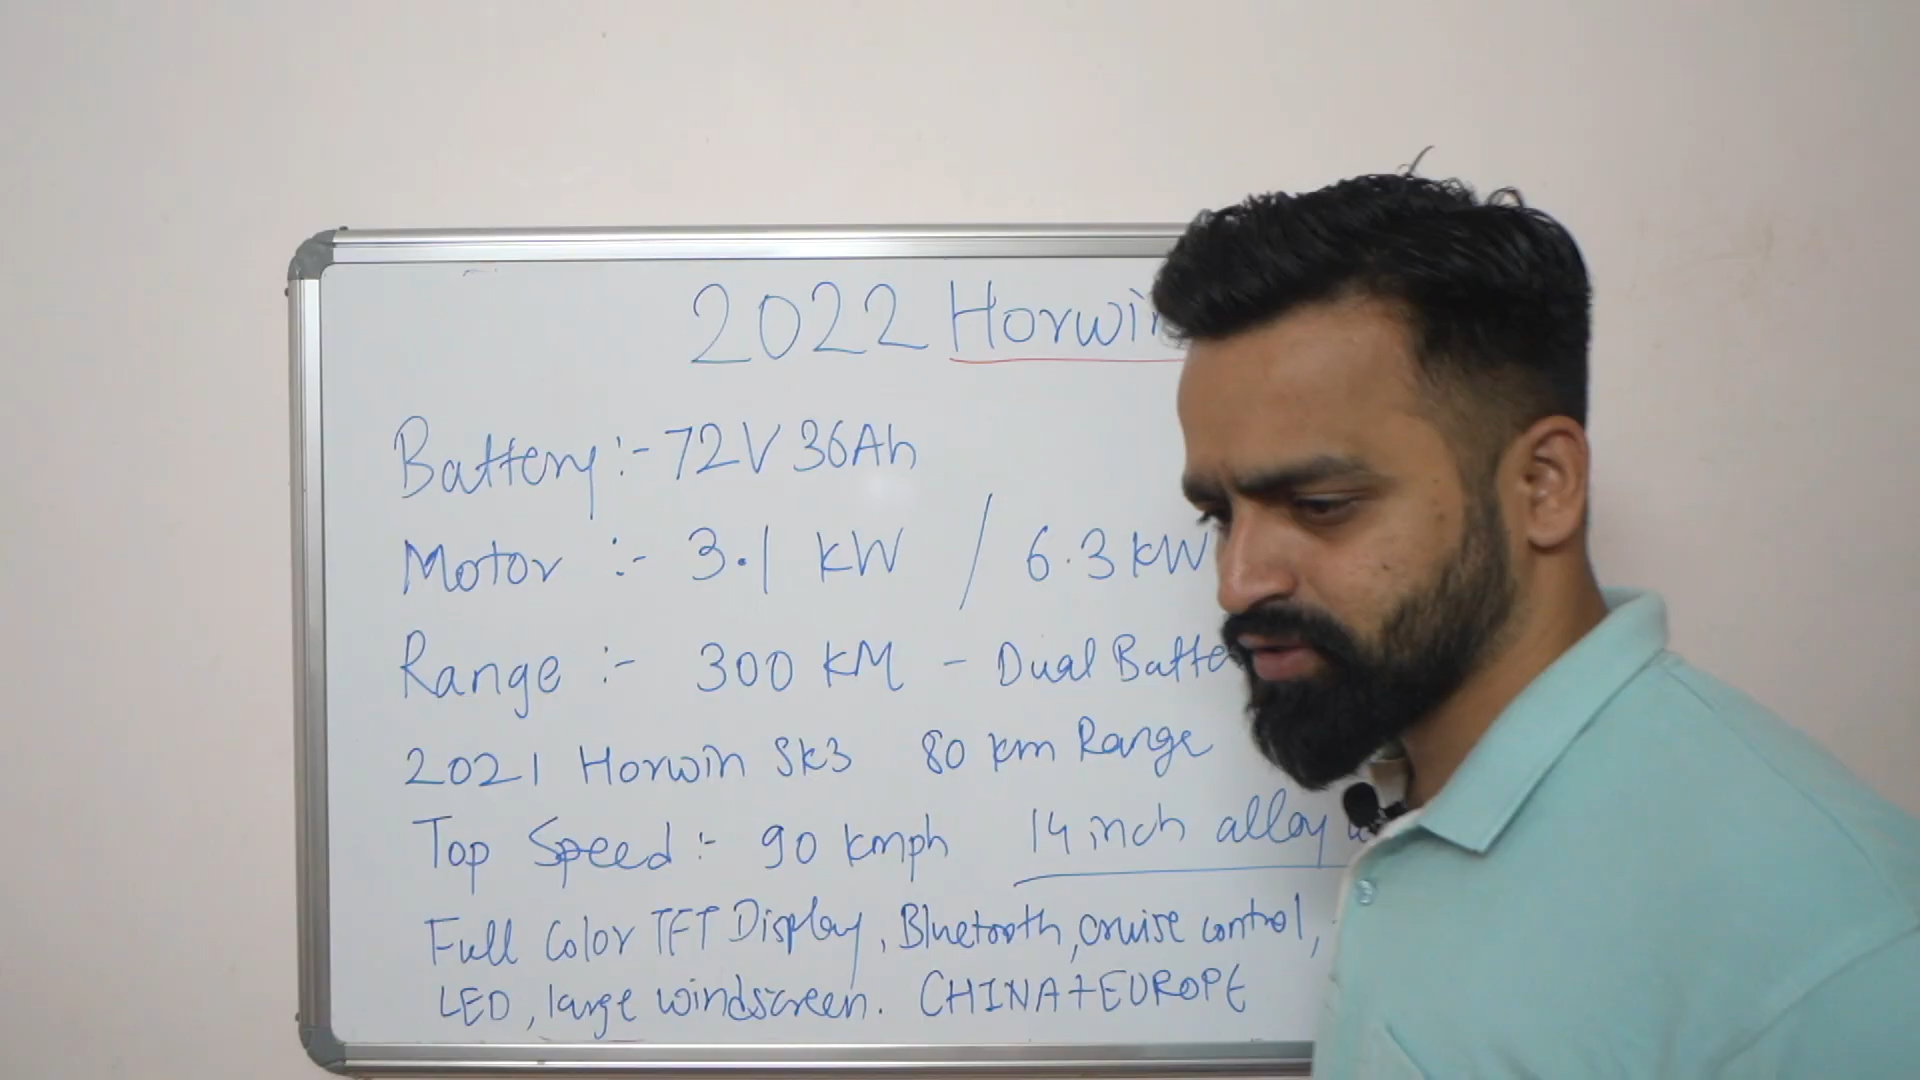 2022 Horwin
Battery:- 72V 36Ah
Motor :- 3.1 KW / 6.3 KW
Range :- 300 KM - Dual Batte
2021 Horwin SK3 80 km Range
Top Speed :- 90 kmph 14 inch alloy
Full Color TFT Display, Bluetooth, cruise control,
LED, large windscreen. CHINA+EUROPE